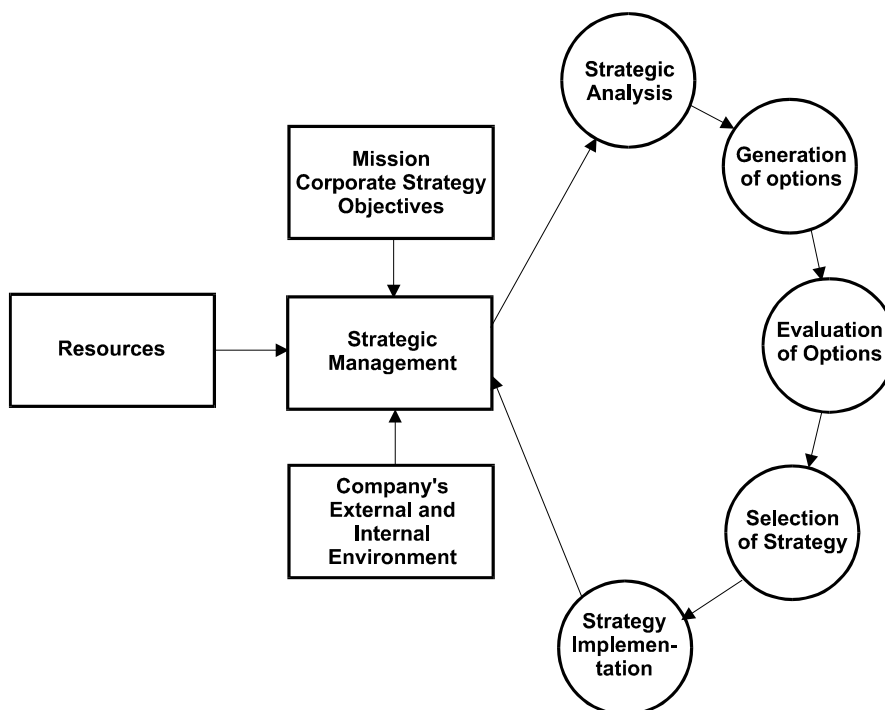 Strategic
Analysis
Generation
of options
Mission
Corporate Strategy
Objectives
Resources
Strategic
Management
Evaluation
of Options
Company's
External and
Internal
Environment
Selection
of Strategy
Strategy
Implemen-
tation